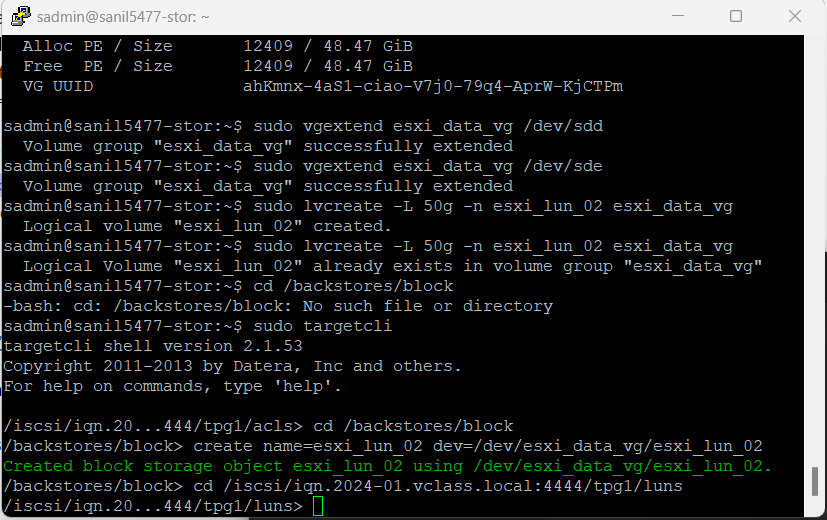 sadmin@sanil5477-stor: ~
Alloc PE / Size 12409 / 48.47 GiB
Free PE / Size 12409 / 48.47 GiB
VG UUID ahKmnx-4aS1-ciao-V7j0-79q4-AprW-KjCTPm
sadmin@sanil5477-stor:~$ sudo vgextend esxi_data_vg /dev/sdd
Volume group "esxi_data_vg" successfully extended
sadmin@sanil5477-stor:~$ sudo vgextend esxi_data_vg /dev/sde
Volume group "esxi_data_vg" successfully extended
sadmin@sanil5477-stor:~$ sudo lvcreate -L 50g -n esxi_lun_02 esxi_data_vg
Logical volume "esxi_lun_02" created.
sadmin@sanil5477-stor:~$ sudo lvcreate -L 50g -n esxi_lun_02 esxi_data_vg
Logical Volume "esxi_lun_02" already exists in volume group "esxi_data_vg"
sadmin@sanil5477-stor:~$ cd /backstores/block
-bash: cd: /backstores/block: No such file or directory
sadmin@sanil5477-stor:~$ sudo targetcli
targetcli shell version 2.1.53
Copyright 2011-2013 by Datera, Inc and others.
For help on commands, type 'help'.
/iscsi/iqn.20...444/tpg1/acls> cd /backstores/block
/backstores/block> create name=esxi_lun_02 dev=/dev/esxi_data_vg/esxi_lun_02
Created block storage object esxi_lun_02 using /dev/esxi_data_vg/esxi_lun_02.
/backstores/block> cd /iscsi/iqn.2024-01.vclass.local:4444/tpg1/luns
/iscsi/iqn.20...444/tpg1/luns>